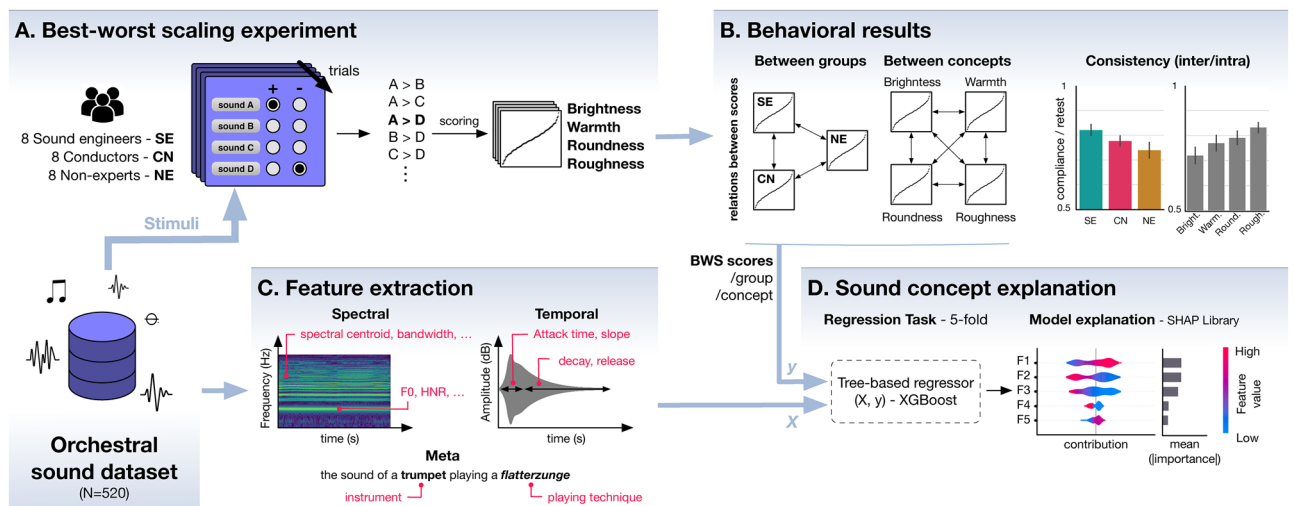 A. Best-worst scaling experiment
trials
+ -
sound A
sound B
sound C
sound D
8 Sound engineers - SE
8 Conductors - CN
8 Non-experts - NE
A > B
A > C
A > D
B > D
C > D
scoring
Brightness
Warmth
Roundness
Roughness
Stimuli
Orchestral
sound dataset
(N=520)
B. Behavioral results
Between groups
relations between scores
SE
NE
CN
Between concepts
Brighntess
Warmth
Roundness
Roughness
Consistency (inter/intra)
compliance / retest
1
0.5
SE
CN
NE
1
0.5
Bright.
Warm.
Round.
Rough.
BWS scores
/group
/concept
C. Feature extraction
Spectral
spectral centroid, bandwidth, …
Frequency (Hz)
F0, HNR, …
time (s)
Temporal
Attack time, slope
decay, release
Amplitude (dB)
time (s)
Meta
the sound of a trumpet playing a flatterzunge
instrument
playing technique
D. Sound concept explanation
Regression Task - 5-fold
y
X
Tree-based regressor
(X, y) - XGBoost
Model explanation - SHAP Library
F1
F2
F3
F4
F5
contribution
mean
(|importance|)
High
Feature
value
Low